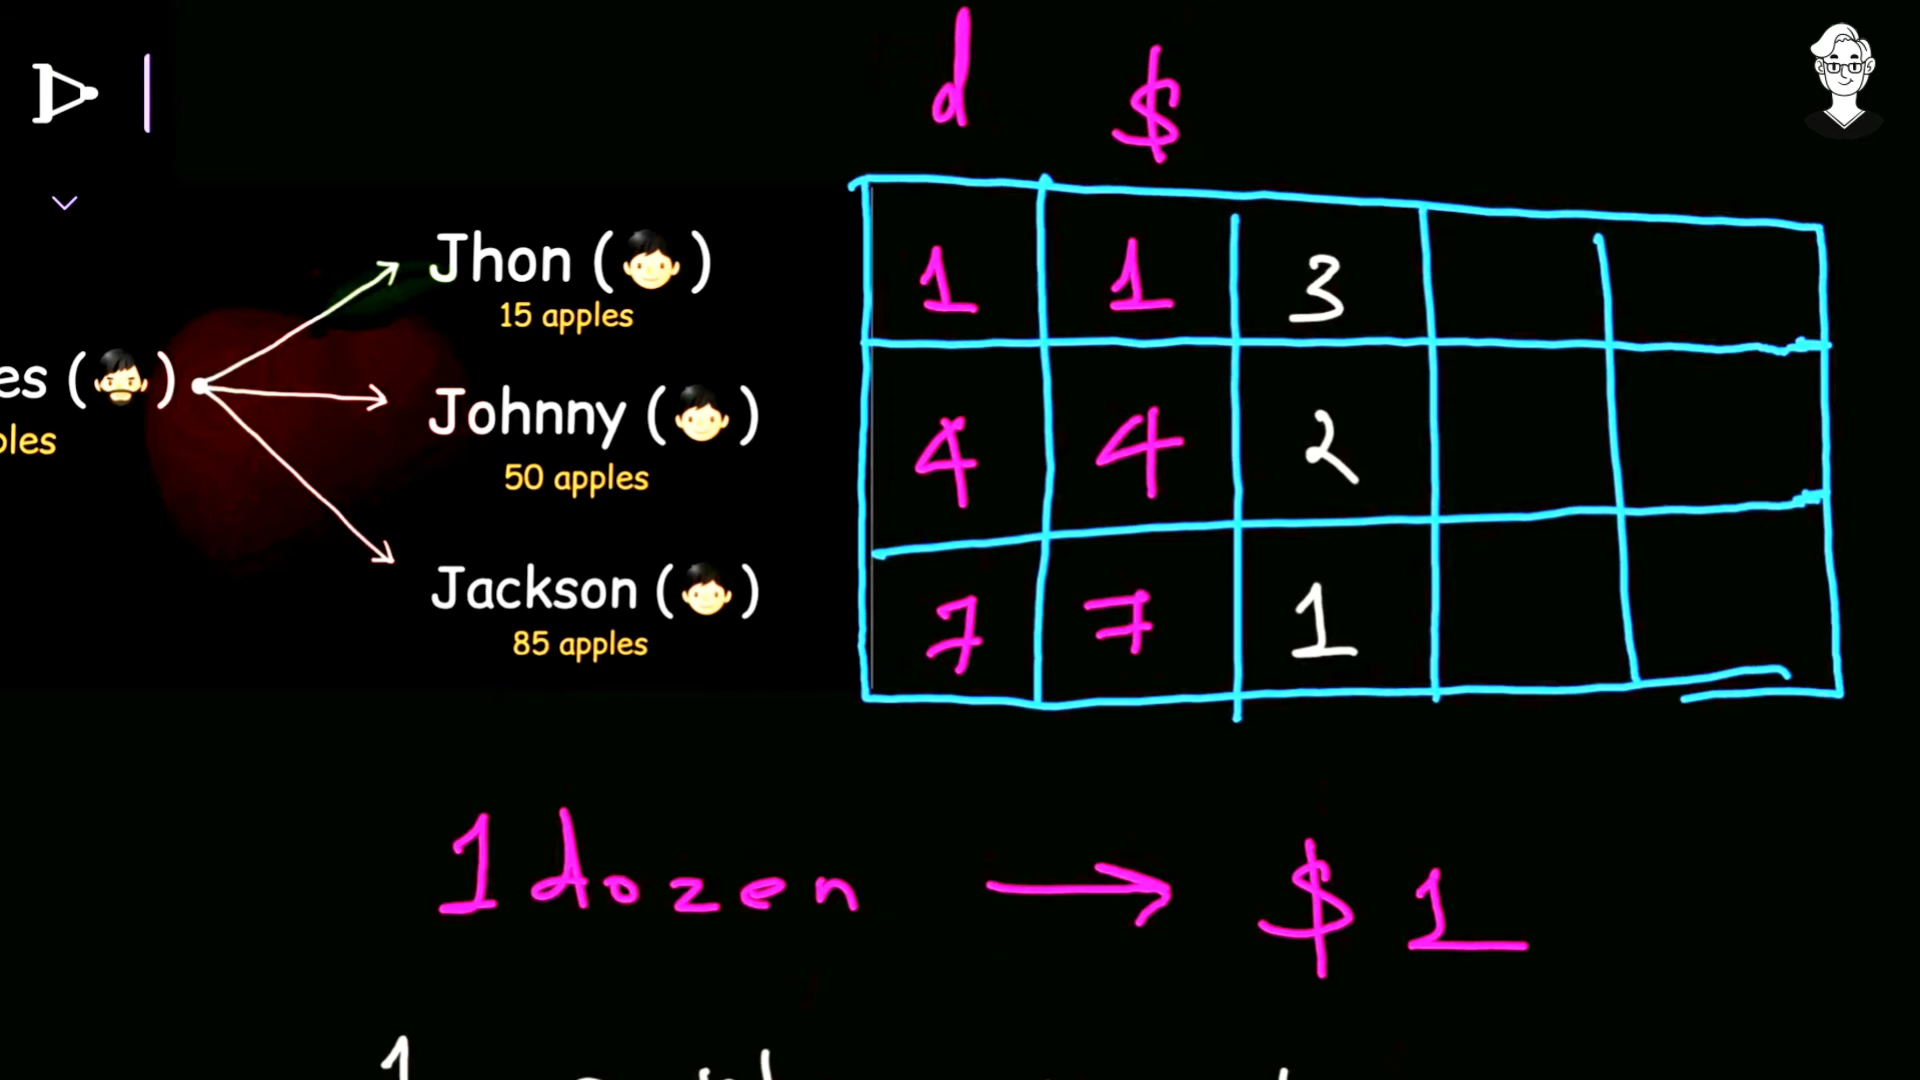 d $
Jhon ( )
15 apples
1 1 3
es ( )
ples
Johnny ( )
50 apples
4 4 2
Jackson ( )
85 apples
7 7 1
1 dozen → $ 1